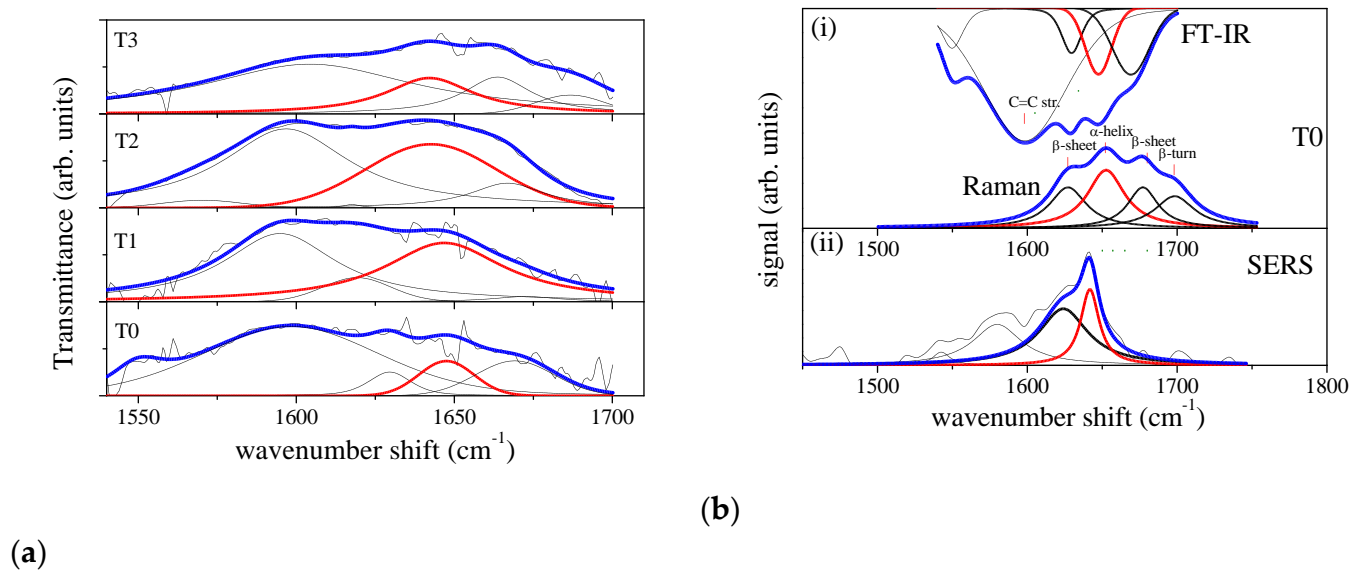 T3
T2
T1
T0
Transmittance (arb. units)
1550 1600 1650 1700
wavenumber shift (cm⁻¹)
(a)
(i)
FT-IR
C=C str.
α-helix
β-sheet
β-sheet
β-turn
T0
Raman
1500 1600 1700
(ii)
SERS
signal (arb. units)
1450 1500 1600 1700 1800
wavenumber shift (cm⁻¹)
(b)